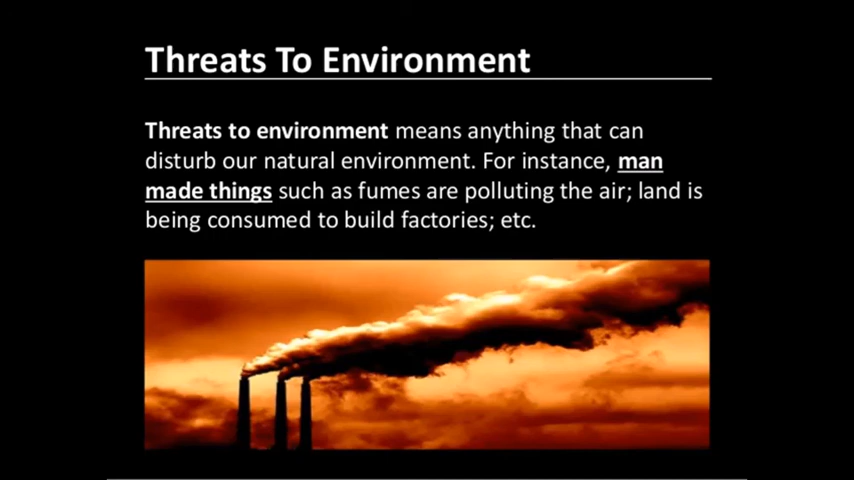 Threats To Environment
Threats to environment means anything that can
disturb our natural environment. For instance, man
made things such as fumes are polluting the air; land is
being consumed to build factories; etc.